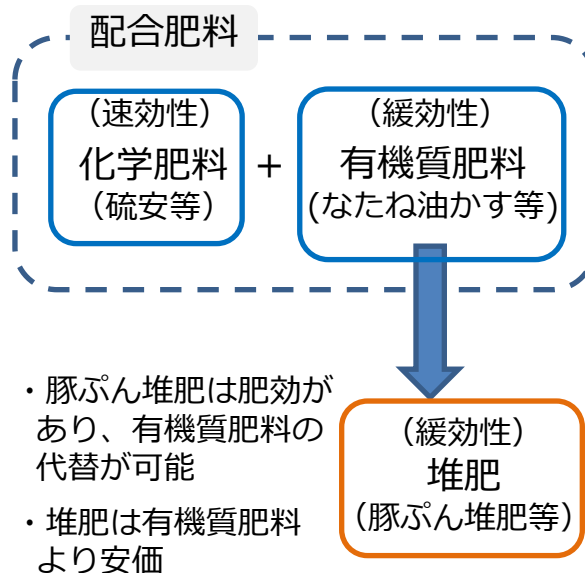 配合肥料
（速効性）
化学肥料
（硫安等）
＋
（緩効性）
有機質肥料
(なたね油かす等)
・豚ぷん堆肥は肥効が
あり、有機質肥料の
代替が可能
・堆肥は有機質肥料
より安価
（緩効性）
堆肥
（豚ぷん堆肥等）